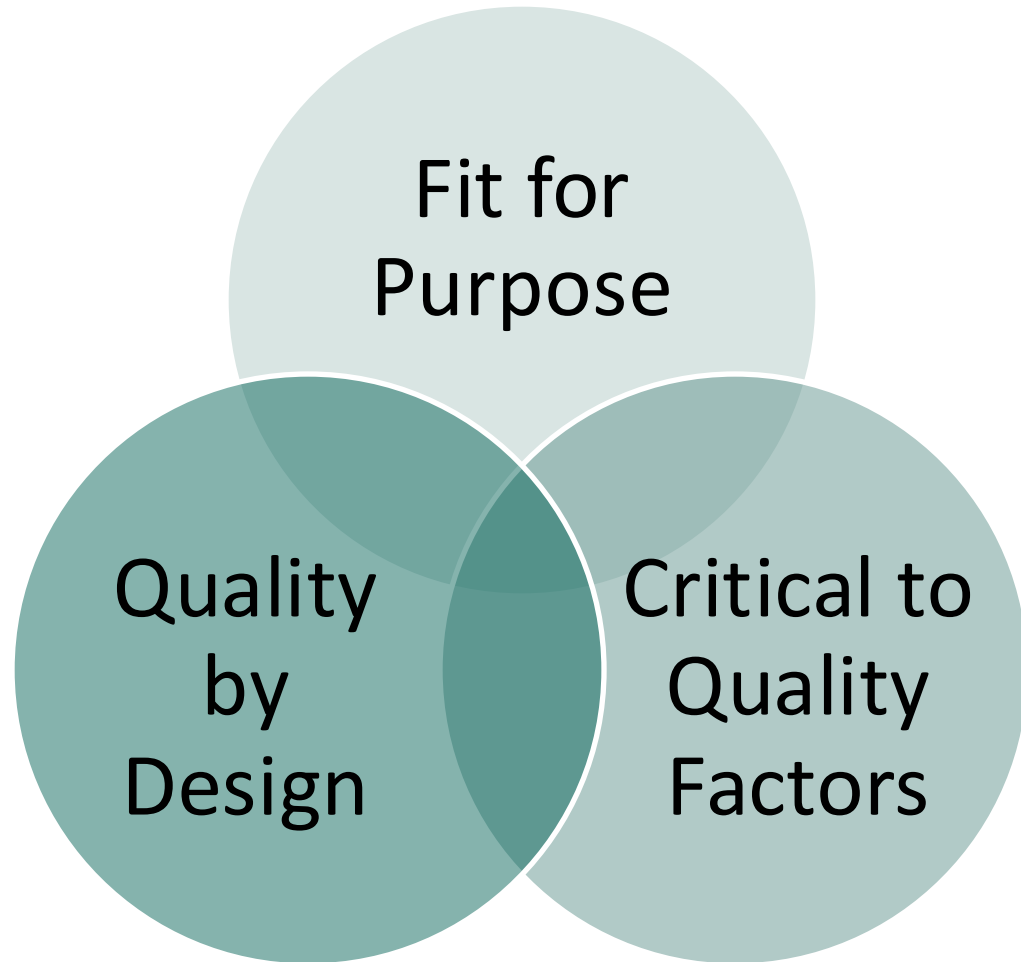 Fit for
Purpose
Quality
by
Design
Critical to
Quality
Factors